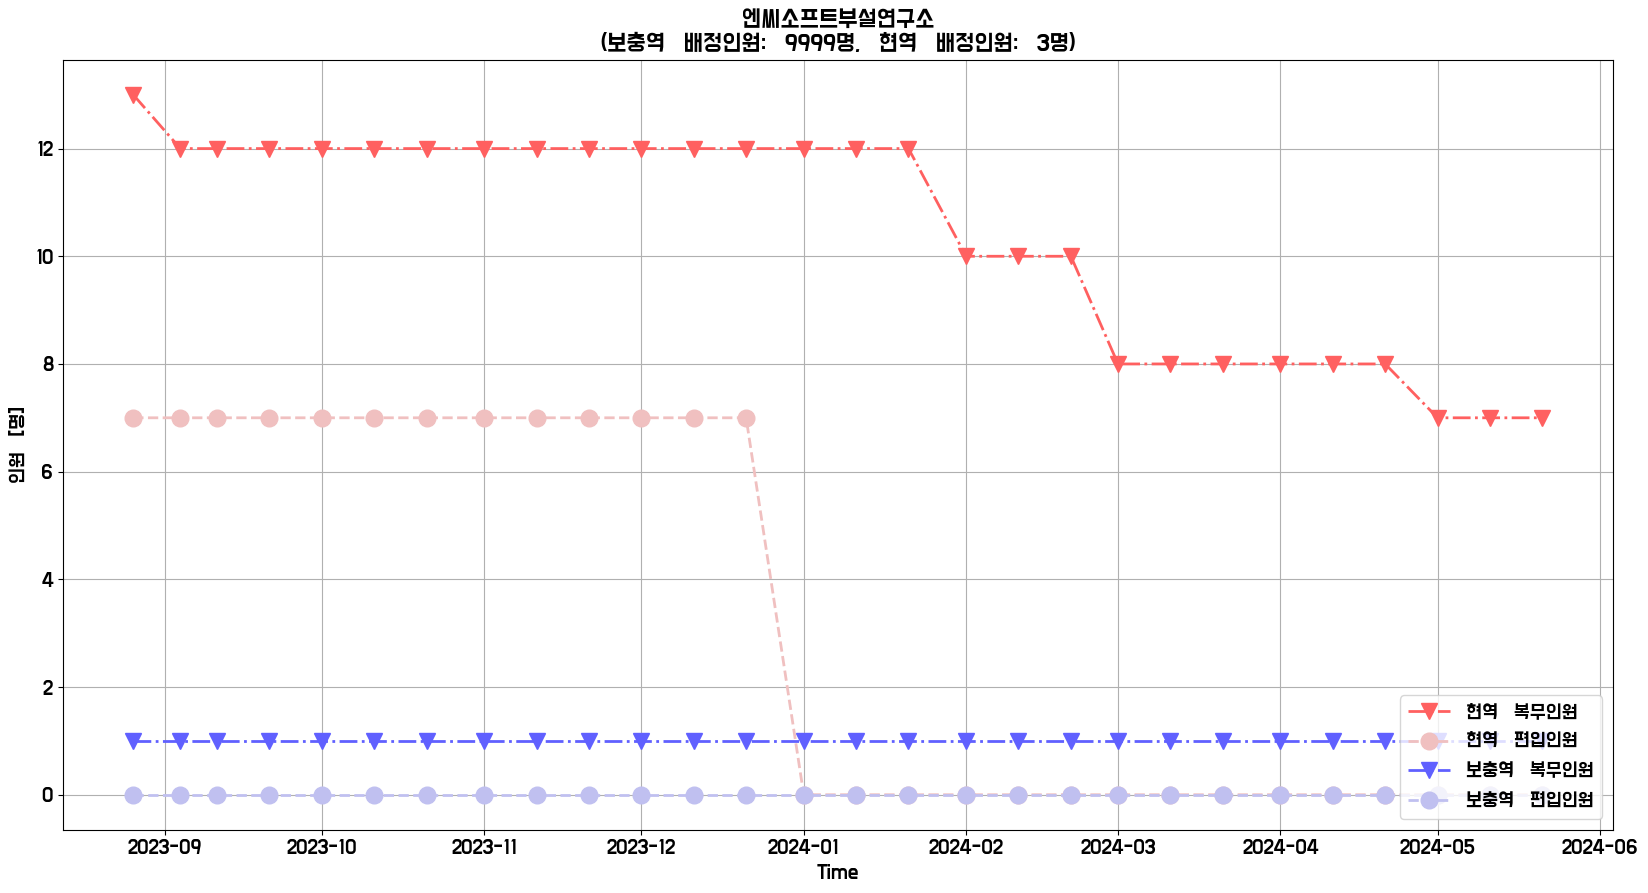 엔씨소프트부설연구소
(보충역 배정인원: 9999명, 현역 배정인원: 3명)
12
10
8
6
4
2
0
인원 [명]
현역 복무인원
현역 편입인원
보충역 복무인원
보충역 편입인원
2023-09 2023-10 2023-11 2023-12 2024-01 2024-02 2024-03 2024-04 2024-05 2024-06
Time